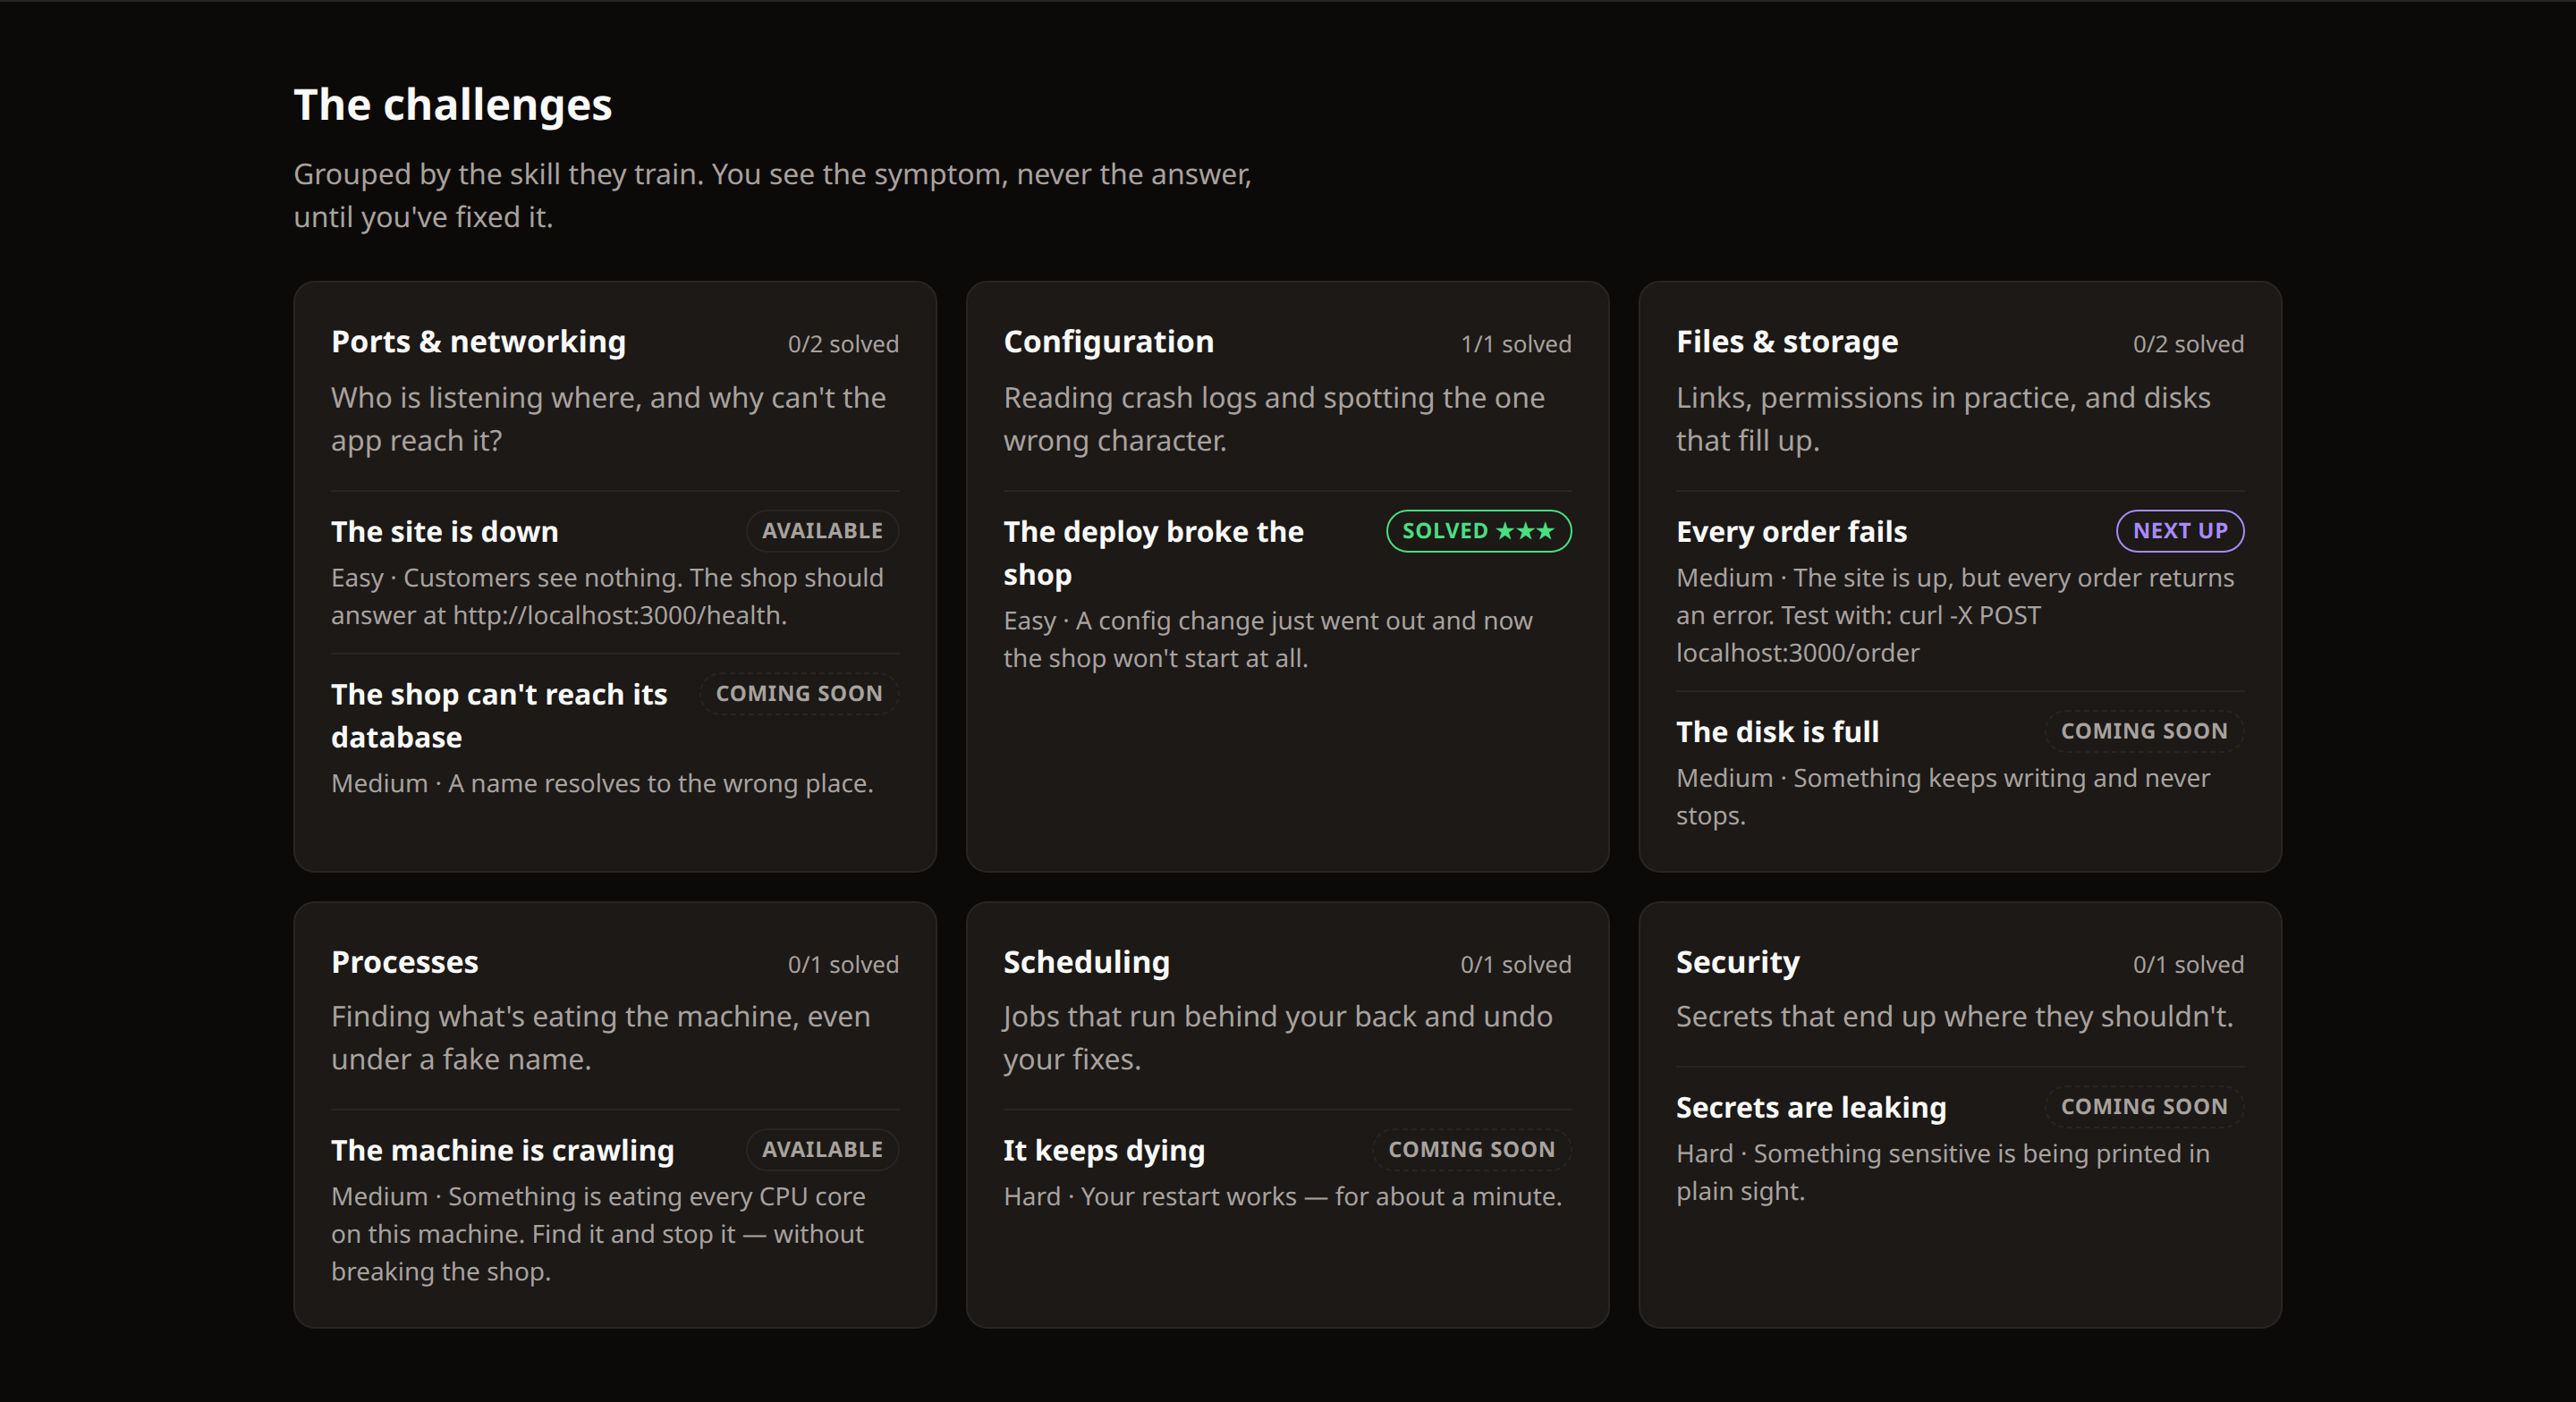 The challenges
Grouped by the skill they train. You see the symptom, never the answer,
until you've fixed it.
Ports & networking
0/2 solved
Who is listening where, and why can't the
app reach it?
The site is down
AVAILABLE
Easy · Customers see nothing. The shop should
answer at http://localhost:3000/health.
The shop can't reach its
database
COMING SOON
Medium · A name resolves to the wrong place.
Configuration
1/1 solved
Reading crash logs and spotting the one
wrong character.
The deploy broke the
shop
SOLVED ★★★
Easy · A config change just went out and now
the shop won't start at all.
Files & storage
0/2 solved
Links, permissions in practice, and disks
that fill up.
Every order fails
NEXT UP
Medium · The site is up, but every order returns
an error. Test with: curl -X POST
localhost:3000/order
The disk is full
COMING SOON
Medium · Something keeps writing and never
stops.
Processes
0/1 solved
Finding what's eating the machine, even
under a fake name.
The machine is crawling
AVAILABLE
Medium · Something is eating every CPU core
on this machine. Find it and stop it — without
breaking the shop.
Scheduling
0/1 solved
Jobs that run behind your back and undo
your fixes.
It keeps dying
COMING SOON
Hard · Your restart works — for about a minute.
Security
0/1 solved
Secrets that end up where they shouldn't.
Secrets are leaking
COMING SOON
Hard · Something sensitive is being printed in
plain sight.